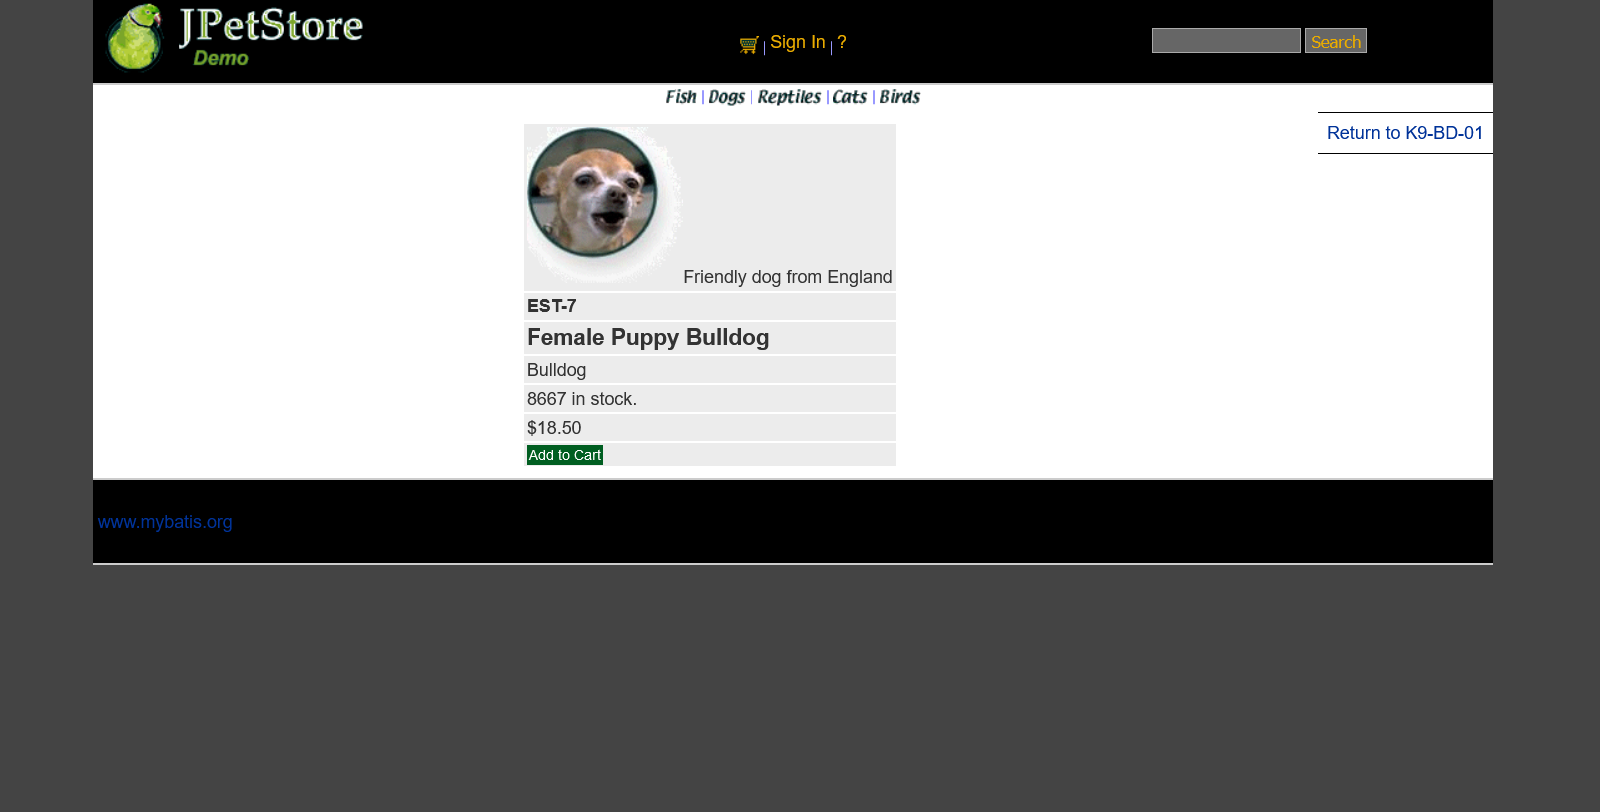 JPetStore
Demo
Sign In
?
Search
Fish
Dogs
Reptiles
Cats
Birds
Return to K9-BD-01
Friendly dog from England
EST-7
Female Puppy Bulldog
Bulldog
8667 in stock.
$18.50
Add to Cart
www.mybatis.org